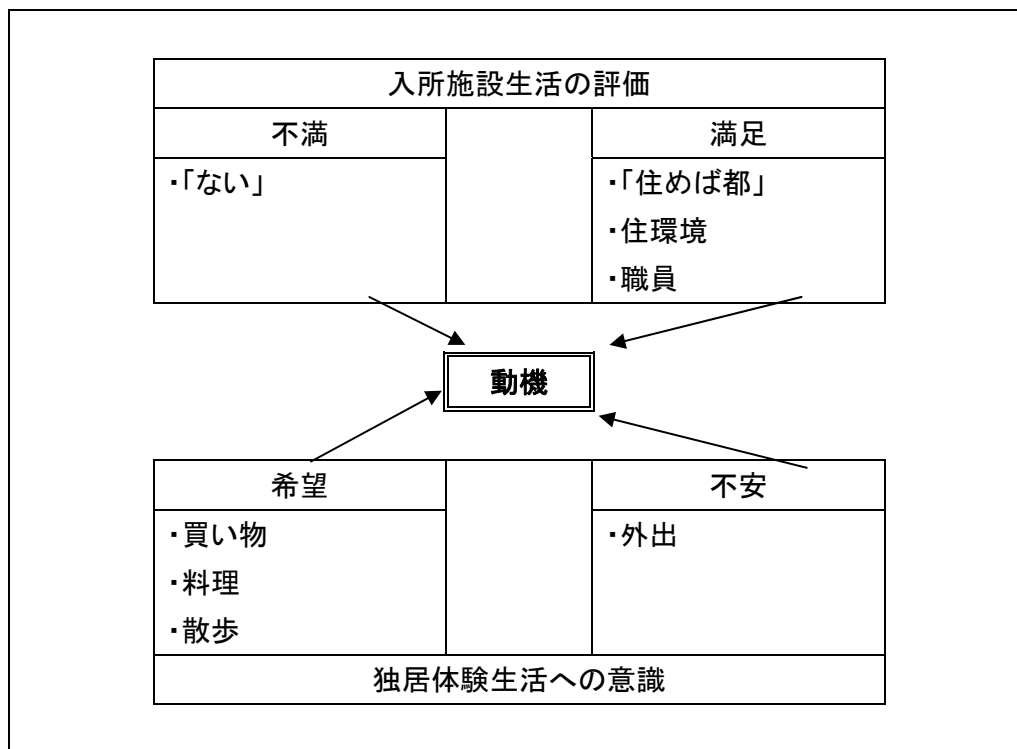 入所施設生活の評価
不満
満足
・「ない」
・「住めば都」
・住環境
・職員
動機
希望
不安
・買い物
・料理
・散歩
・外出
独居体験生活への意識